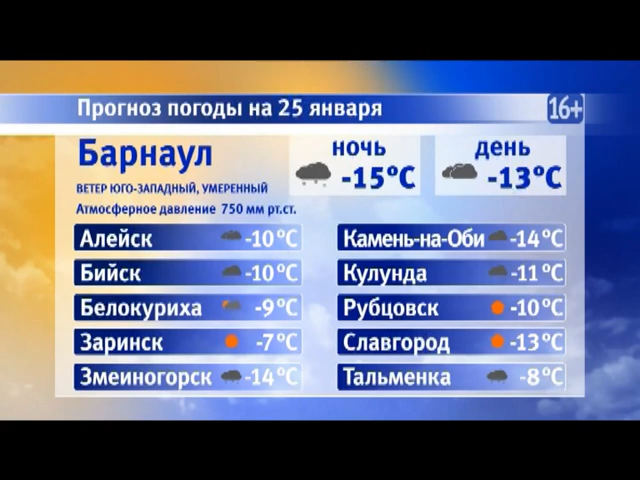 Прогноз погоды на 25 января
16+
Барнаул
ночь
-15°C
день
-13°C
ВЕТЕР ЮГО-ЗАПАДНЫЙ, УМЕРЕННЫЙ
Атмосферное давление 750 мм рт.ст.
Алейск -10°C
Бийск -10°C
Белокуриха -9°C
Заринск -7°C
Змеиногорск -14°C
Камень-на-Оби -14°C
Кулунда -11°C
Рубцовск -10°C
Славгород -13°C
Тальменка -8°C